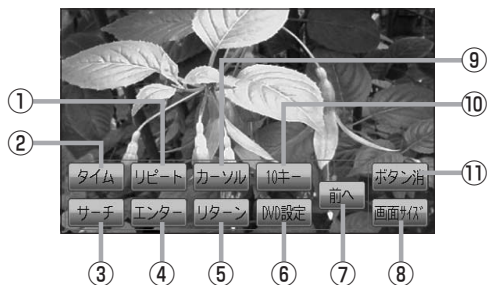 ⑨
① ⑩
②
タイム リピート カーソル 10キー ボタン消 ⑪
前へ
サーチ エンター リターン DVD設定 画面サイズ
③ ④ ⑤ ⑥ ⑦ ⑧